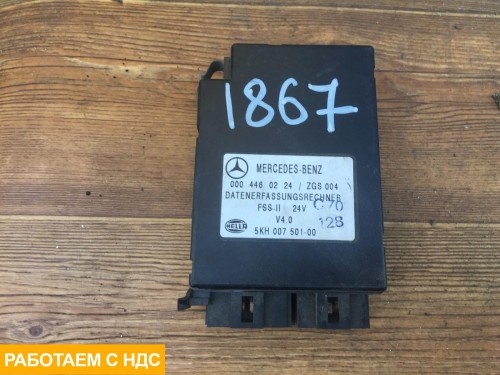 1867
MERCEDES-BENZ
000 446 02 24 / ZGS 004
DATENERFASSUNGSRECHNER
FSS II 24V
V4.0
128
HELLA
5KH 007 501-00
РАБОТАЕМ С НДС